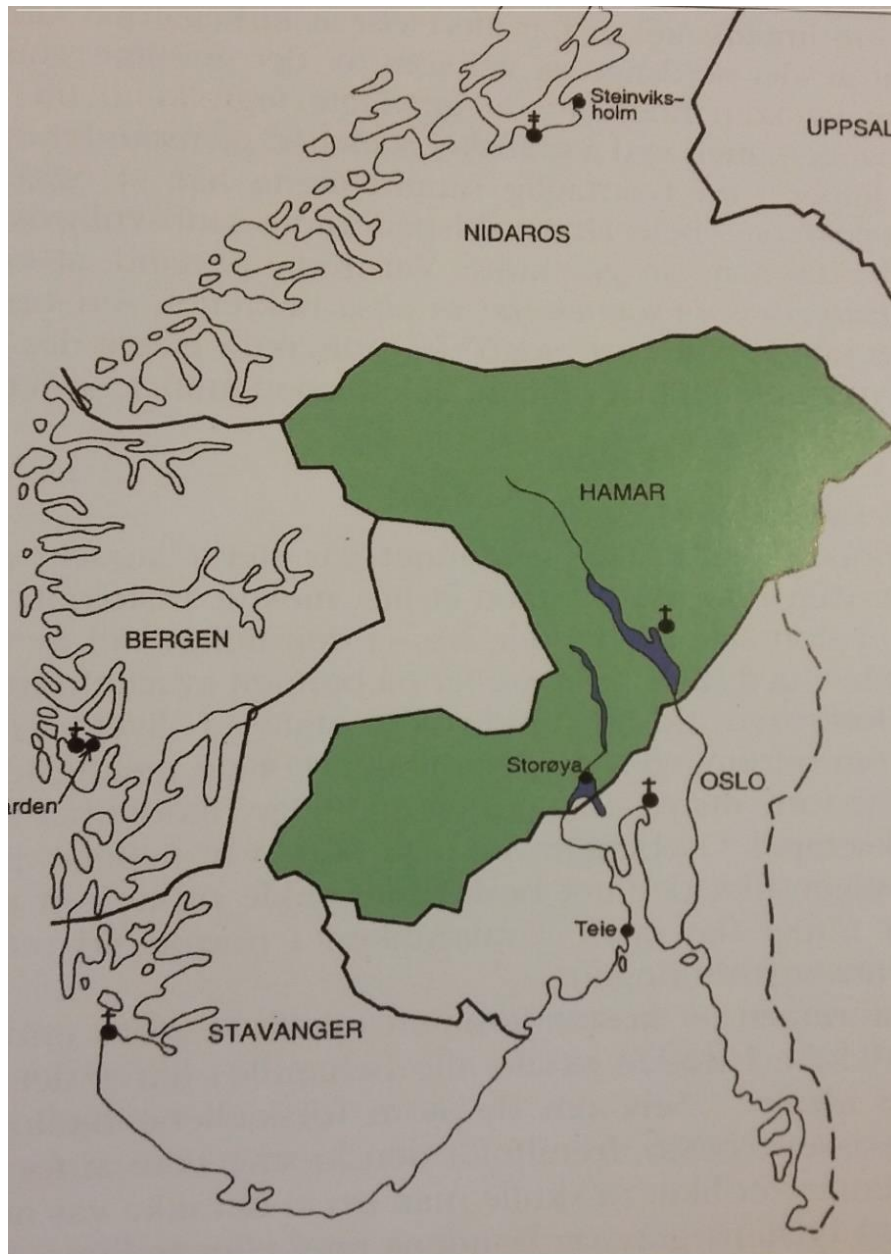 Steinviks-
holm
UPPSAL
NIDAROS
HAMAR
BERGEN
Storøya
OSLO
arden
Teie
STAVANGER